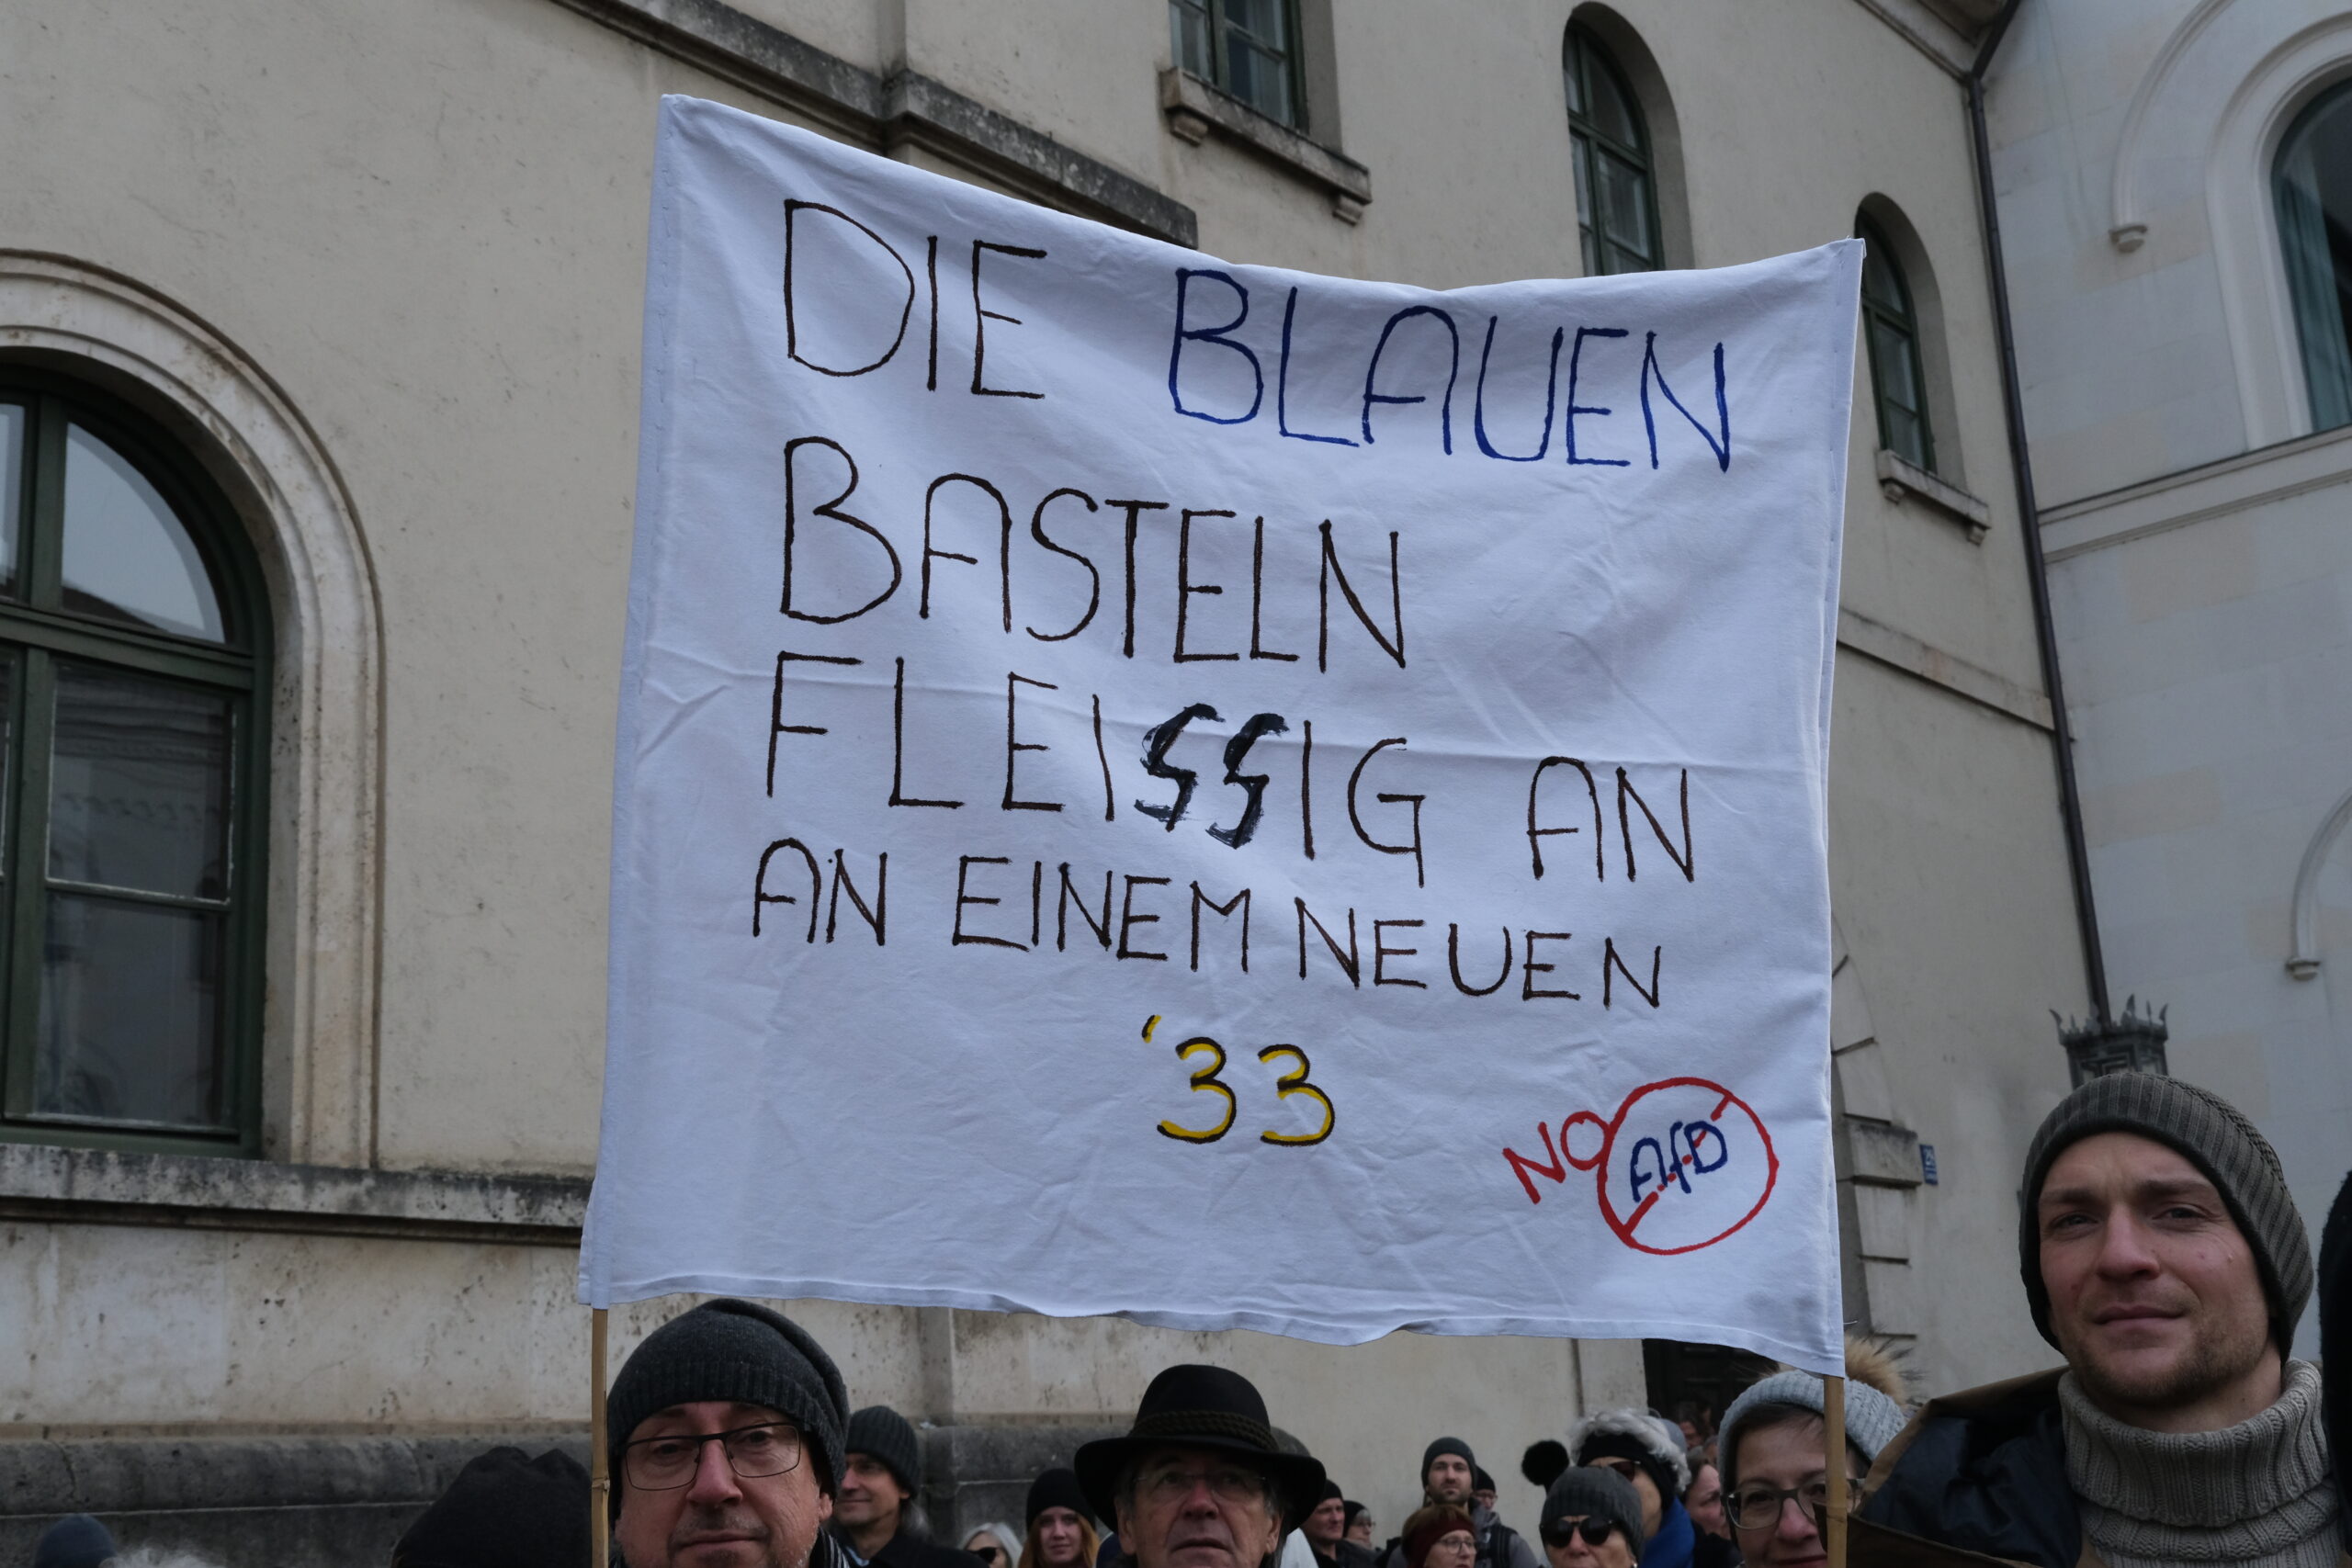 DIE BLAUEN
BASTELN
FLEISSIG AN
AN EINEM NEUEN
'33
NO AfD